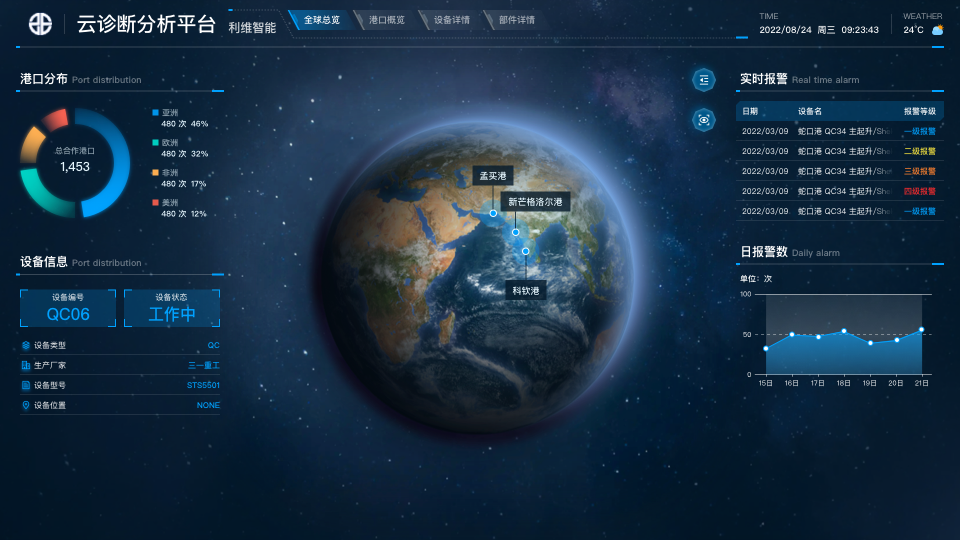 云诊断分析平台
利维智能
全球总览
港口概览
设备详情
部件详情
TIME
2022/08/24 周三 09:23:43
WEATHER
24°C
港口分布 Port distribution
总合作港口
1,453
亚洲
480 次 46%
欧洲
480 次 32%
非洲
480 次 17%
美洲
480 次 12%
设备信息 Port distribution
设备编号
QC06
设备状态
工作中
设备类型 QC
生产厂家 三一重工
设备型号 STS5501
设备位置 NONE
孟买港
新芒格洛尔港
科钦港
实时报警 Real time alarm
日期 设备名 报警等级
2022/03/09 蛇口港 QC34 主起升/She 一级报警
2022/03/09 蛇口港 QC34 主起升/She 二级报警
2022/03/09 蛇口港 QC34 主起升/She 三级报警
2022/03/09 蛇口港 QC34 主起升/She 四级报警
2022/03/09 蛇口港 QC34 主起升/She 一级报警
日报警数 Daily alarm
单位：次
100
50
0
15日 16日 17日 18日 19日 20日 21日